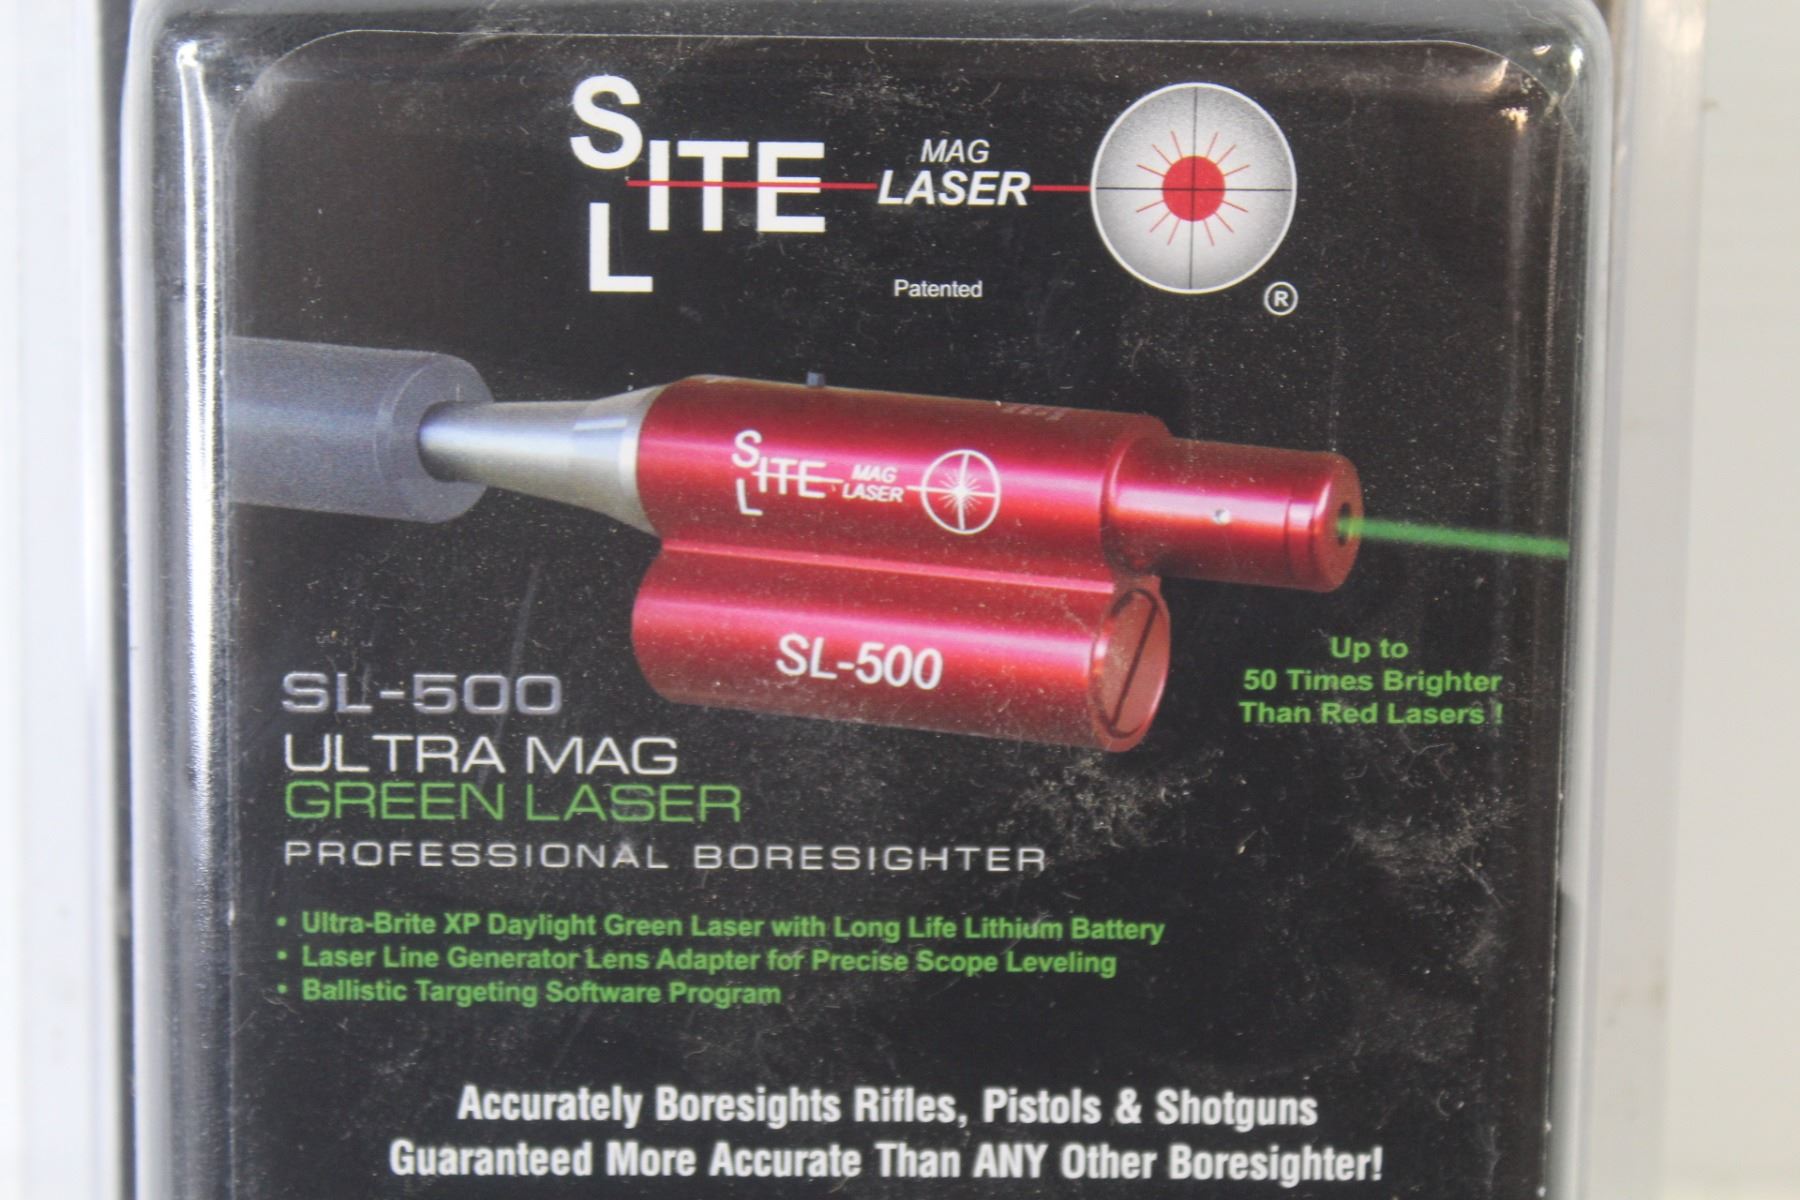 SITE
L
MAG
LASER
Patented
®
SITE
L
MAG
LASER
SL-500
Up to
50 Times Brighter
Than Red Lasers !
SL-500
ULTRA MAG
GREEN LASER
PROFESSIONAL BORESIGHTER
• Ultra-Brite XP Daylight Green Laser with Long Life Lithium Battery
• Laser Line Generator Lens Adapter for Precise Scope Leveling
• Ballistic Targeting Software Program
Accurately Boresights Rifles, Pistols & Shotguns
Guaranteed More Accurate Than ANY Other Boresighter!